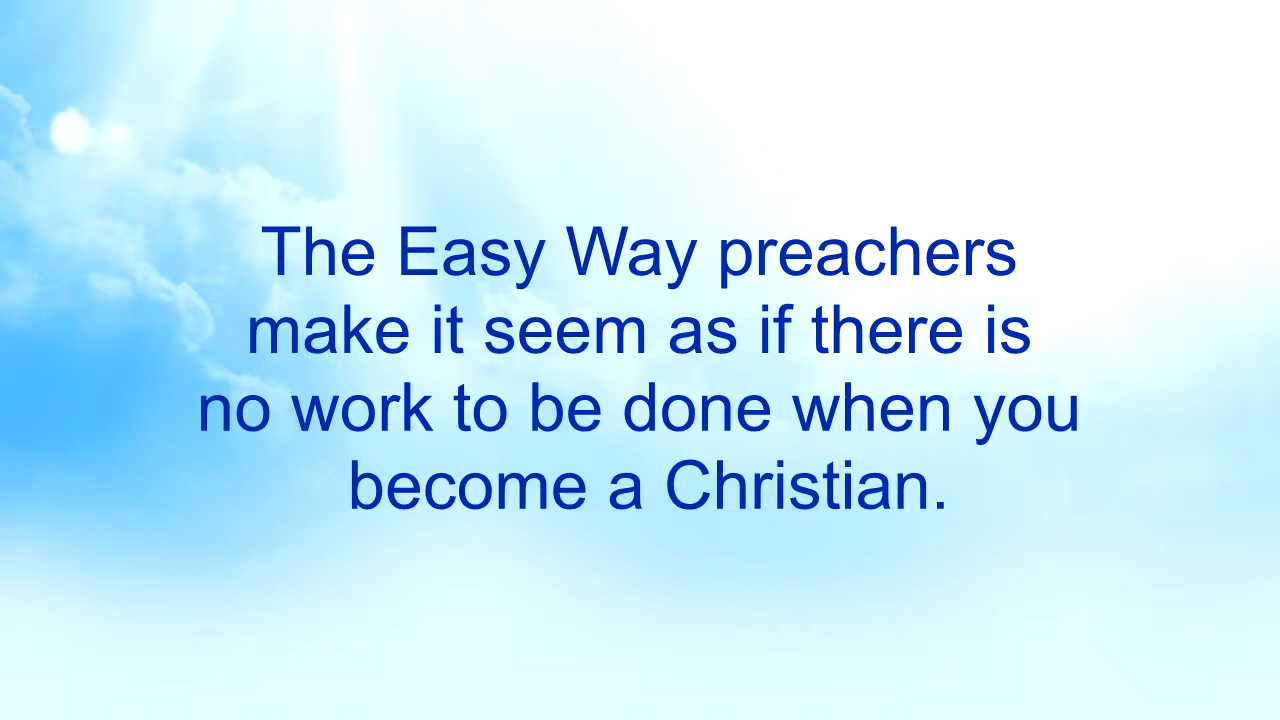 The Easy Way preachers
make it seem as if there is
no work to be done when you
become a Christian.